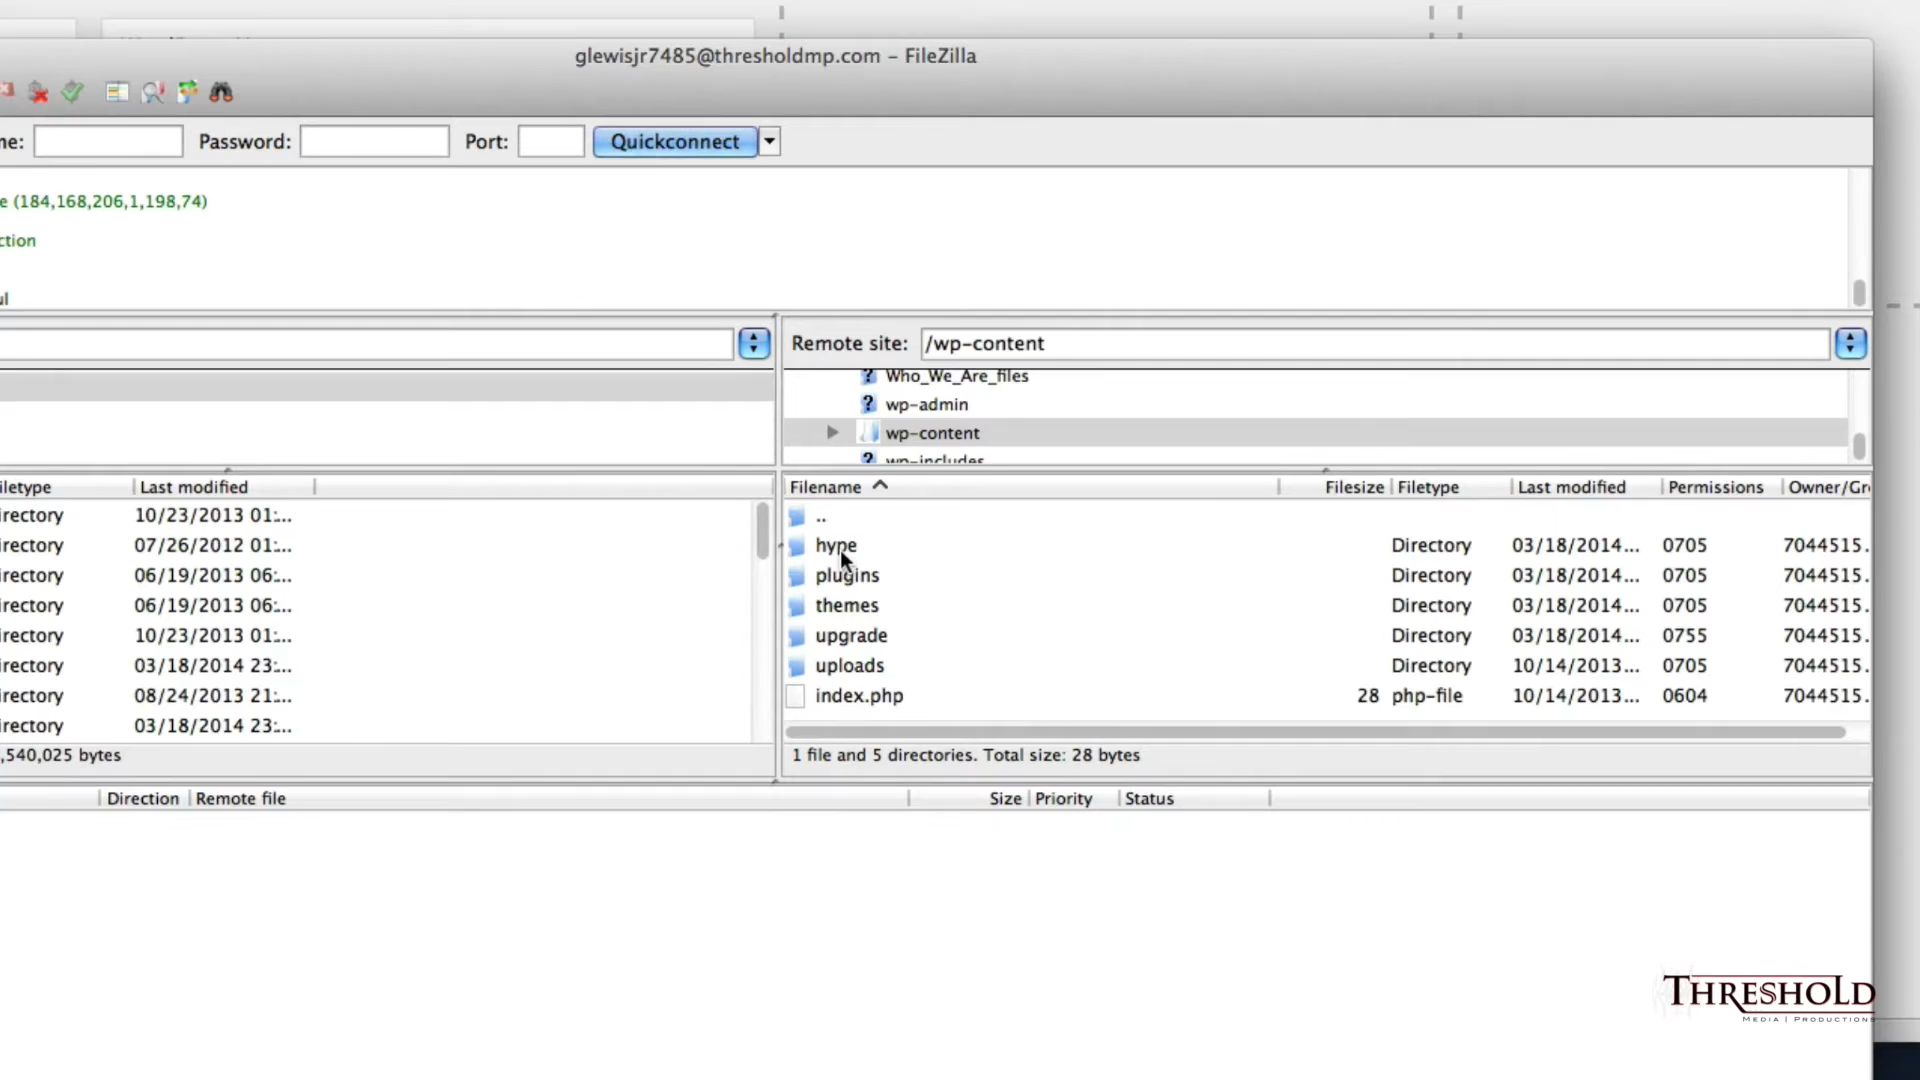 glewisjr7485@thresholdmp.com – FileZilla
ne: Password: Port: Quickconnect
e (184,168,206,1,198,74)
ction
ul
Remote site: /wp-content
Who_We_Are_files
wp-admin
wp-content
wp-includes
iletype Last modified
irectory 10/23/2013 01:...
irectory 07/26/2012 01:...
irectory 06/19/2013 06:...
irectory 06/19/2013 06:...
irectory 10/23/2013 01:...
irectory 03/18/2014 23:...
irectory 08/24/2013 21:...
irectory 03/18/2014 23:...
,540,025 bytes
Filename Filesize Filetype Last modified Permissions Owner/Gr
..
hype Directory 03/18/2014... 0705 7044515.
plugins Directory 03/18/2014... 0705 7044515.
themes Directory 03/18/2014... 0705 7044515.
upgrade Directory 03/18/2014... 0755 7044515.
uploads Directory 10/14/2013... 0705 7044515.
index.php 28 php-file 10/14/2013... 0604 7044515.
1 file and 5 directories. Total size: 28 bytes
Direction Remote file Size Priority Status
THRESHOLD
MEDIA | PRODUCTIONS